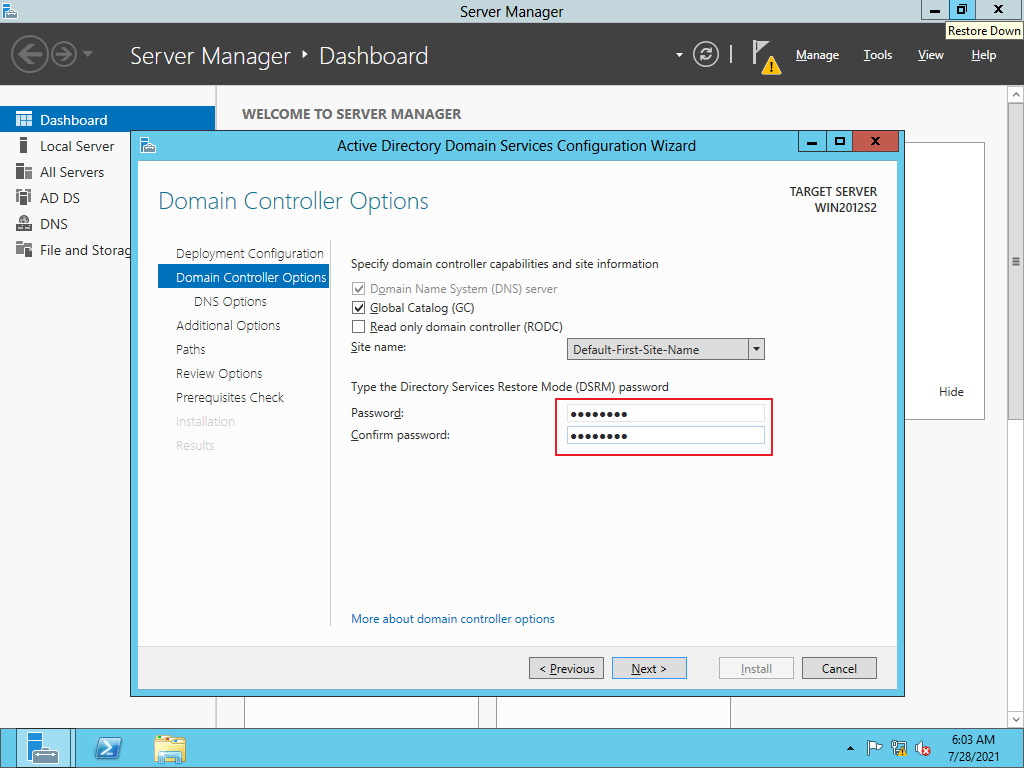 Server Manager
Restore Down
Server Manager ‣ Dashboard
Manage Tools View Help
Dashboard
Local Server
All Servers
AD DS
DNS
File and Storag
WELCOME TO SERVER MANAGER
Hide
Active Directory Domain Services Configuration Wizard
Domain Controller Options
TARGET SERVER
WIN2012S2
Deployment Configuration
Domain Controller Options
DNS Options
Additional Options
Paths
Review Options
Prerequisites Check
Installation
Results
Specify domain controller capabilities and site information
Domain Name System (DNS) server
Global Catalog (GC)
Read only domain controller (RODC)
Site name: Default-First-Site-Name
Type the Directory Services Restore Mode (DSRM) password
Password: ●●●●●●●●
Confirm password: ●●●●●●●●
More about domain controller options
< Previous Next > Install Cancel
6:03 AM
7/28/2021